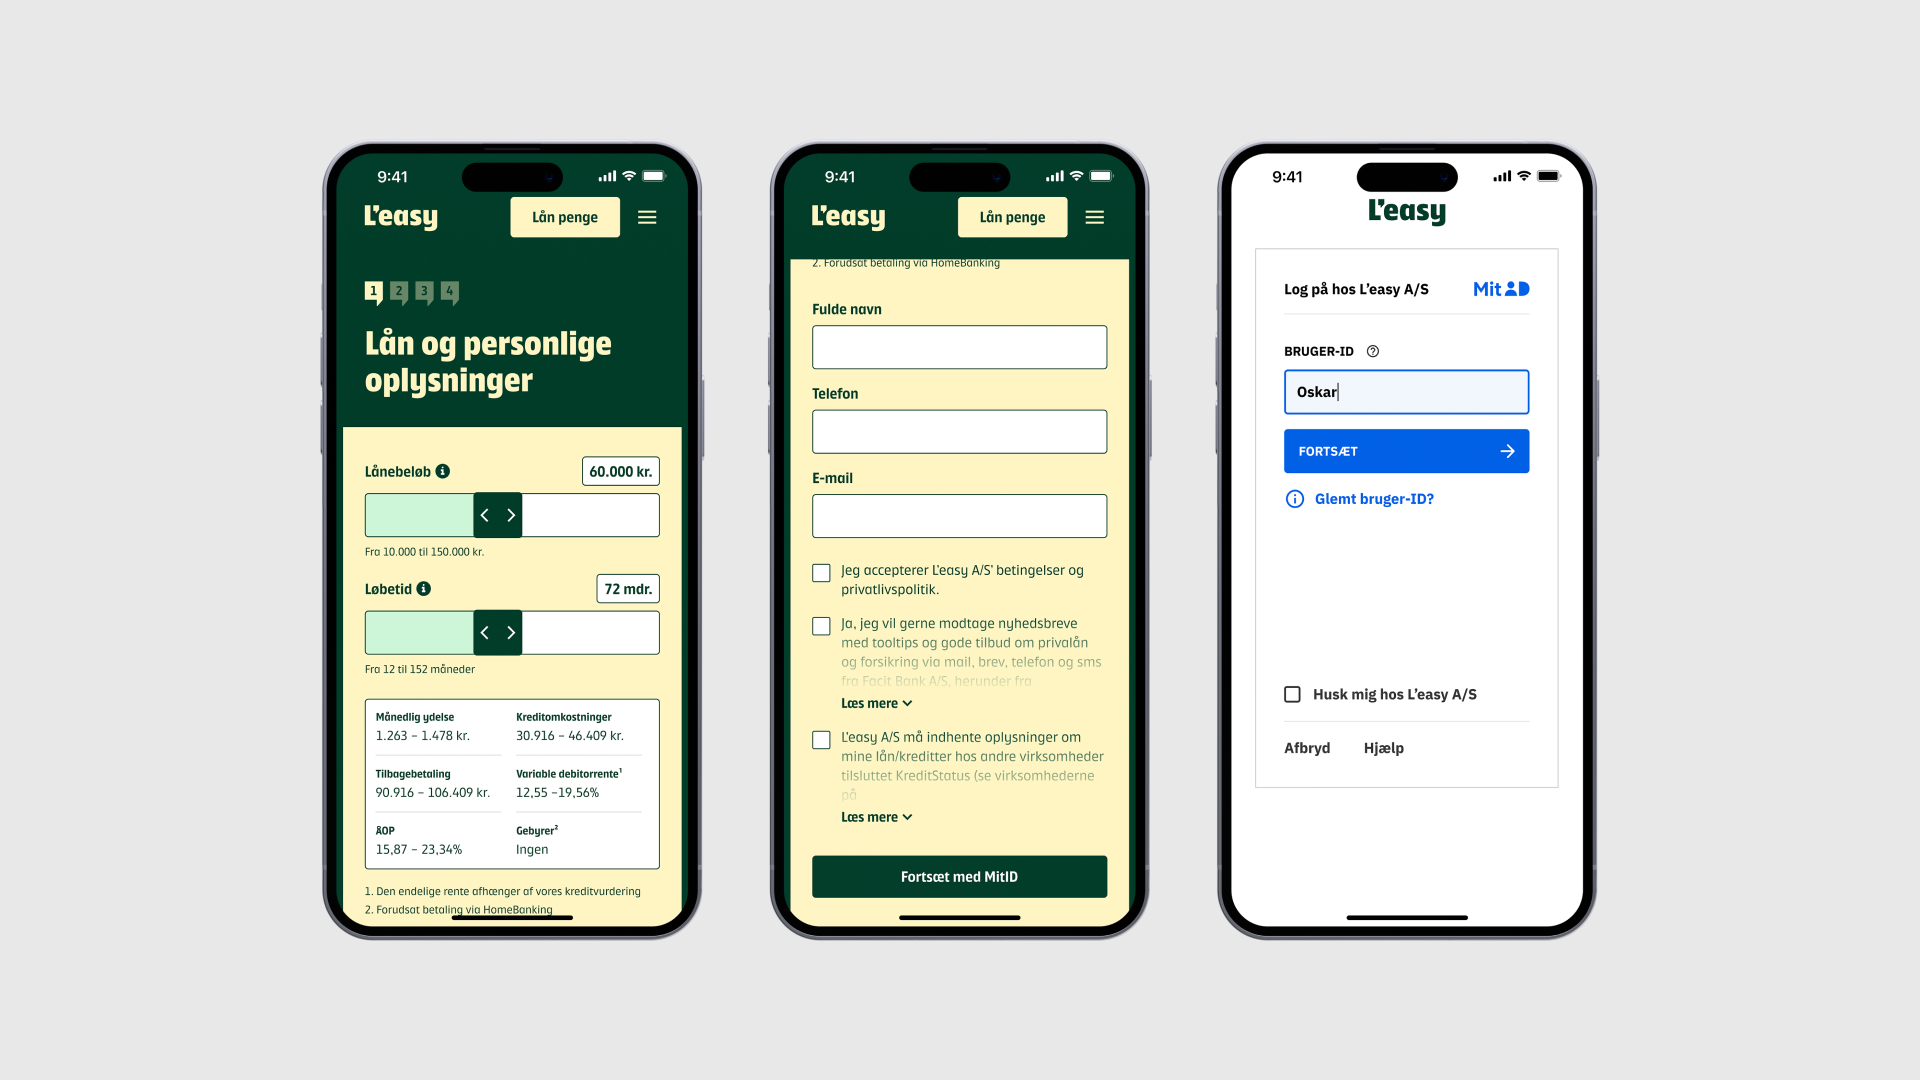 9:41
L'easy
Lån penge
1 2 3 4
Lån og personlige
oplysninger
Lånebeløb
60.000 kr.
Fra 10.000 til 150.000 kr.
Løbetid
72 mdr.
Fra 12 til 152 måneder
Månedlig ydelse
1.263 – 1.478 kr.
Kreditomkostninger
30.916 – 46.409 kr.
Tilbagebetaling
90.916 – 106.409 kr.
Variable debitorrente¹
12,55 –19,56%
ÅOP
15,87 – 23,34%
Gebyrer²
Ingen
1. Den endelige rente afhænger af vores kreditvurdering
2. Forudsat betaling via HomeBanking
9:41
L'easy
Lån penge
2. Forudsat betaling via HomeBanking
Fulde navn
Telefon
E-mail
Jeg accepterer L'easy A/S' betingelser og
privatlivspolitik.
Ja, jeg vil gerne modtage nyhedsbreve
med tooltips og gode tilbud om privalån
og forsikring via mail, brev, telefon og sms
fra Facit Bank A/S, herunder fra
Læs mere
L'easy A/S må indhente oplysninger om
mine lån/kreditter hos andre virksomheder
tilsluttet KreditStatus (se virksomhederne
på
Læs mere
Fortsæt med MitID
9:41
L'easy
Log på hos L'easy A/S
Mit ID
BRUGER-ID
Oskar
FORTSÆT
Glemt bruger-ID?
Husk mig hos L'easy A/S
Afbryd
Hjælp